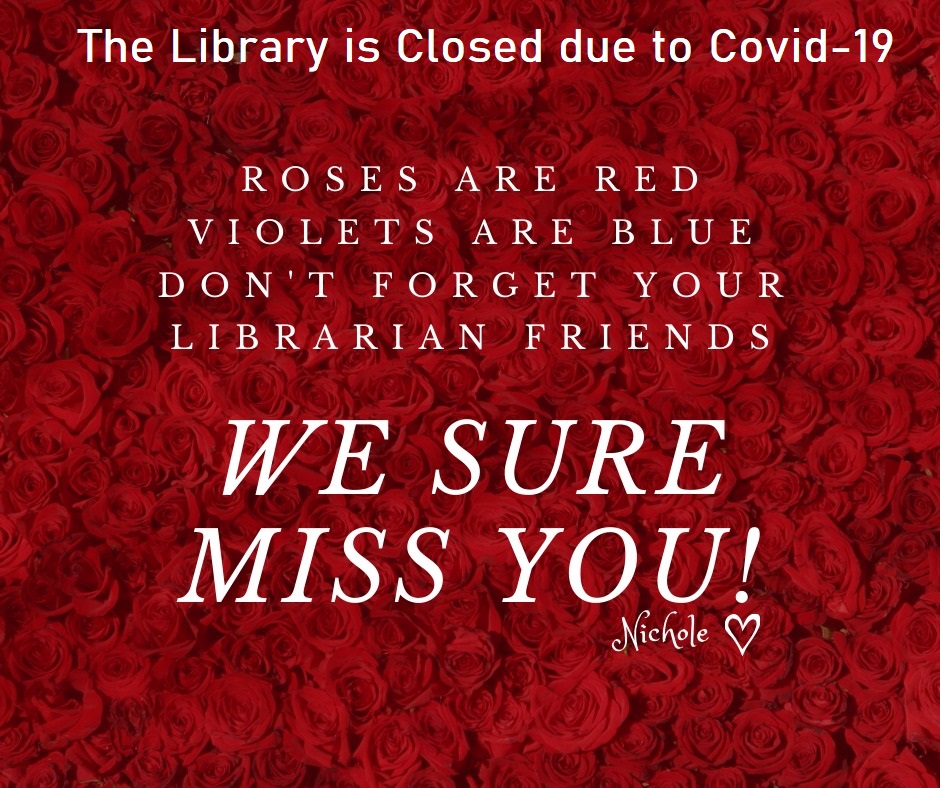 The Library is Closed due to Covid-19
ROSES ARE RED
VIOLETS ARE BLUE
DON'T FORGET YOUR
LIBRARIAN FRIENDS
WE SURE
MISS YOU!
Nichole ♡